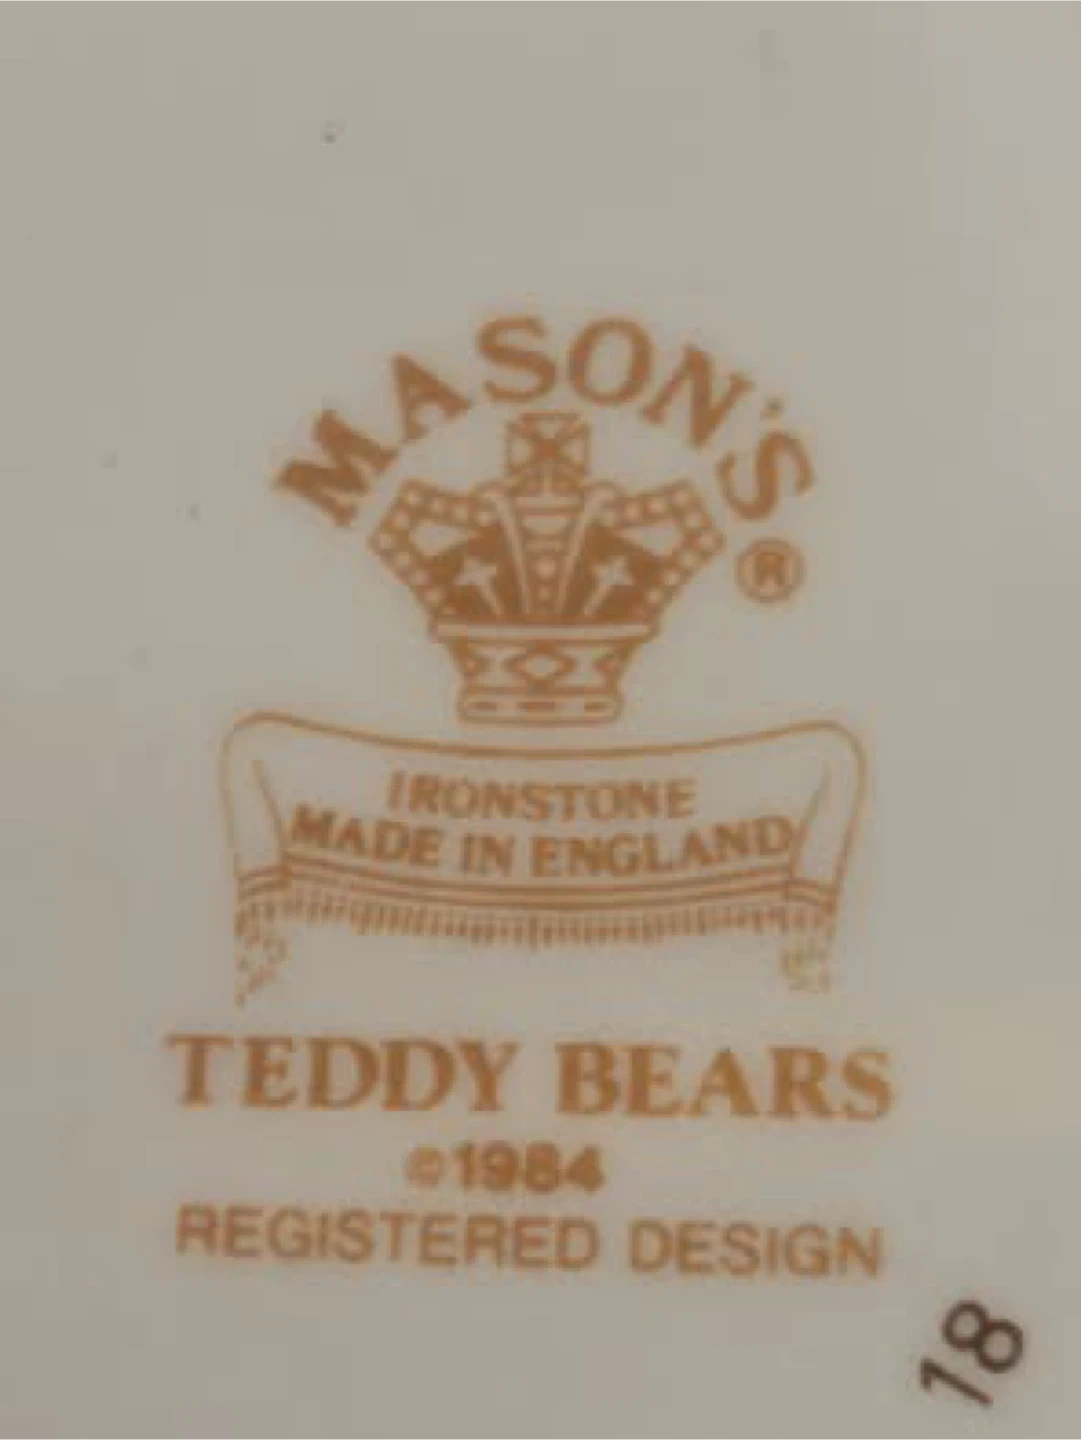 MASON'S
®
IRONSTONE
MADE IN ENGLAND
TEDDY BEARS
©1984
REGISTERED DESIGN
18